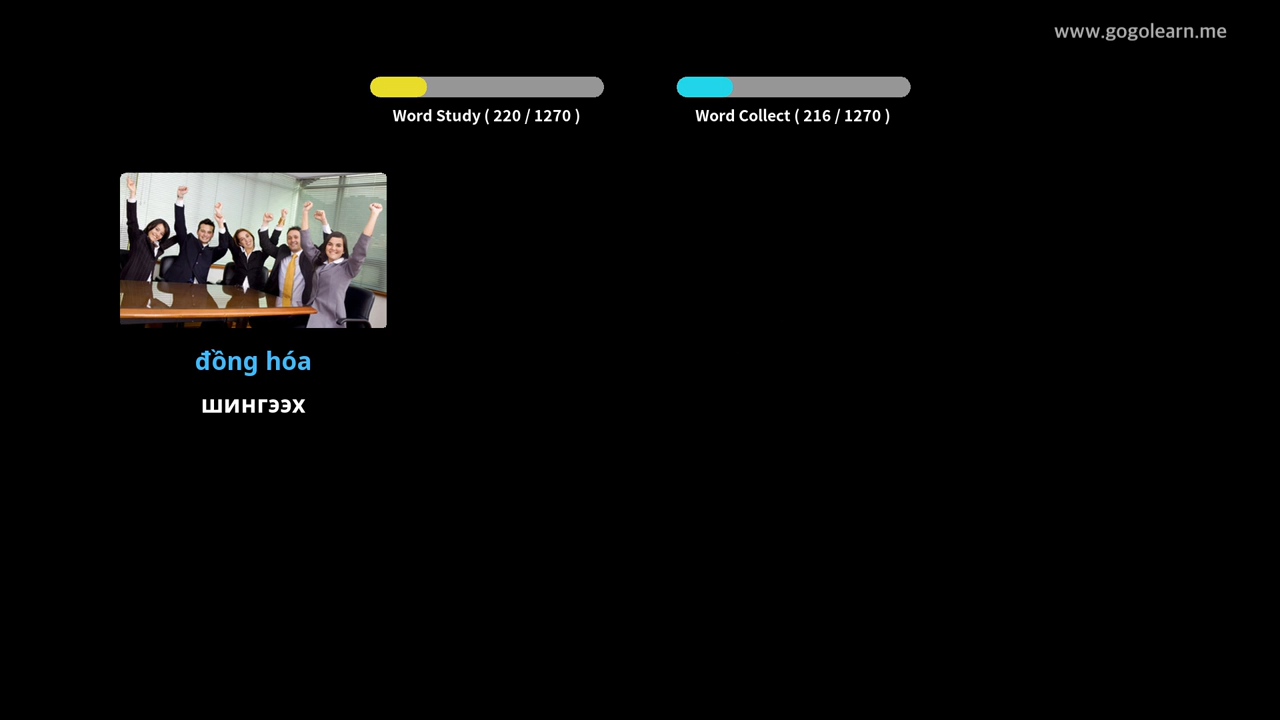 www.gogolearn.me
Word Study ( 220 / 1270 )
Word Collect ( 216 / 1270 )
đồng hóa
шингээх